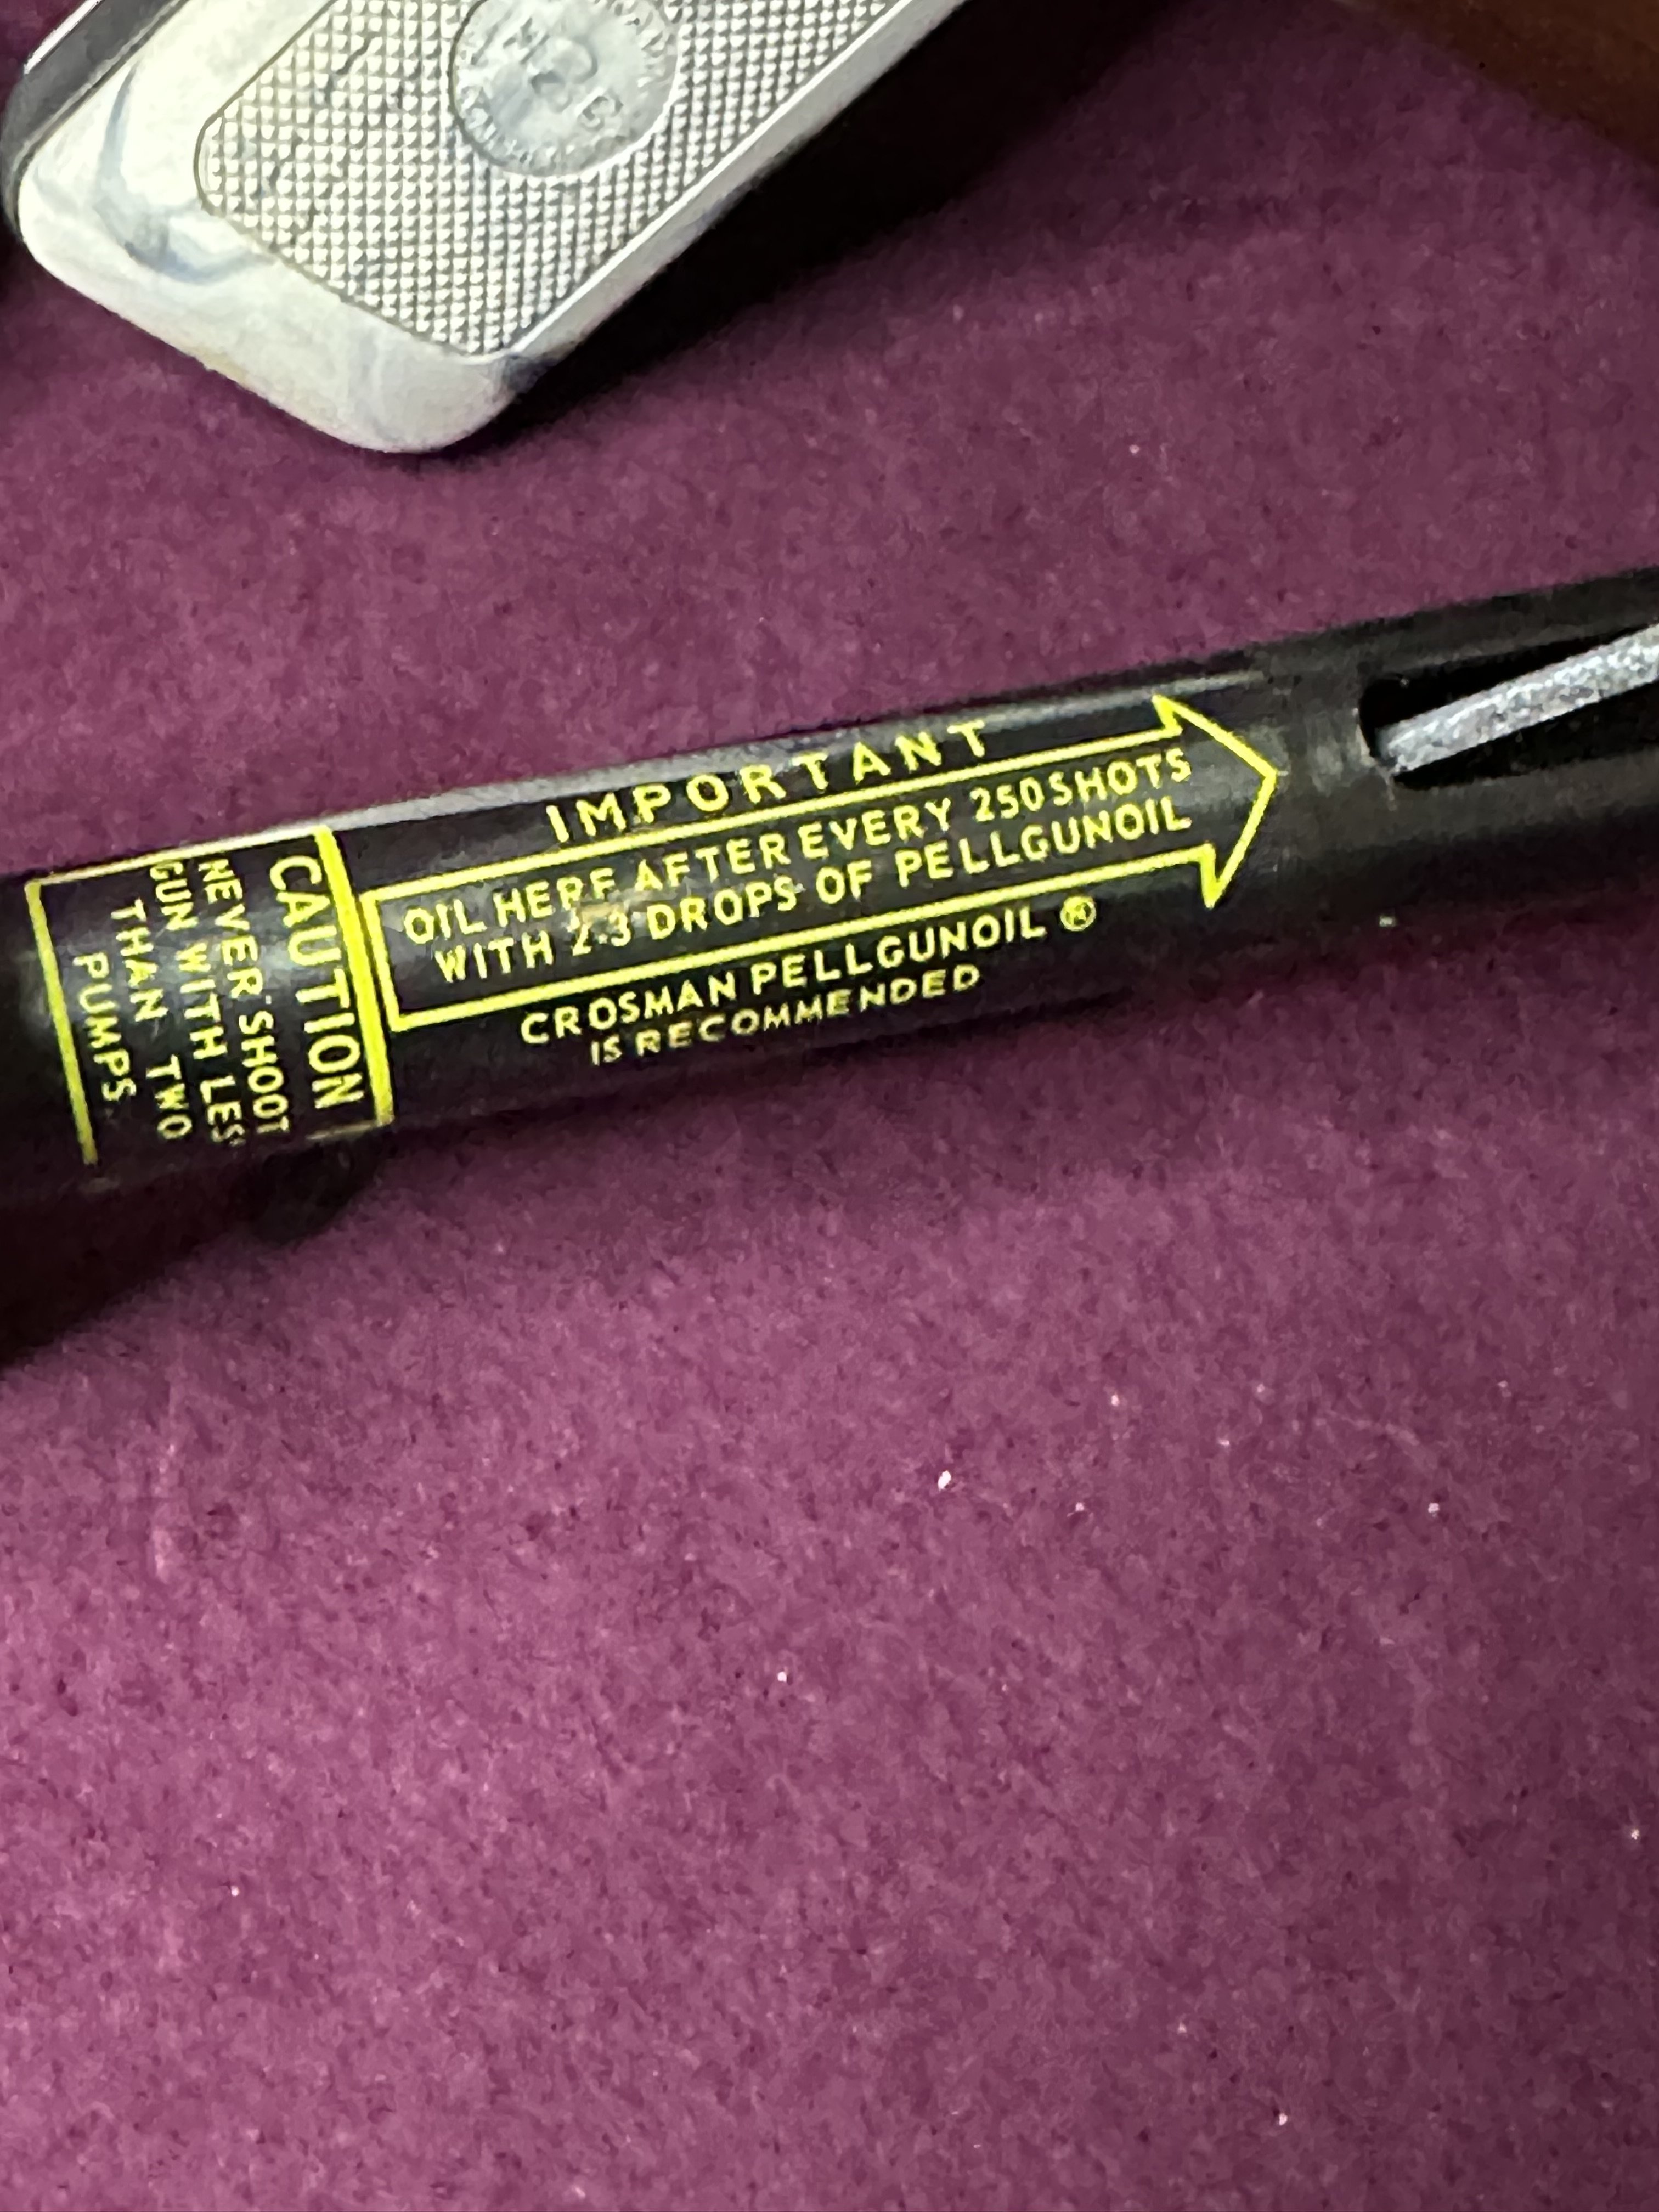 IMPORTANT
OIL HERE AFTER EVERY 250 SHOTS
WITH 2-3 DROPS OF PELLGUNOIL
CROSMAN PELLGUNOIL ®
IS RECOMMENDED
CAUTION
NEVER SHOOT
GUN WITH LESS
THAN TWO
PUMPS